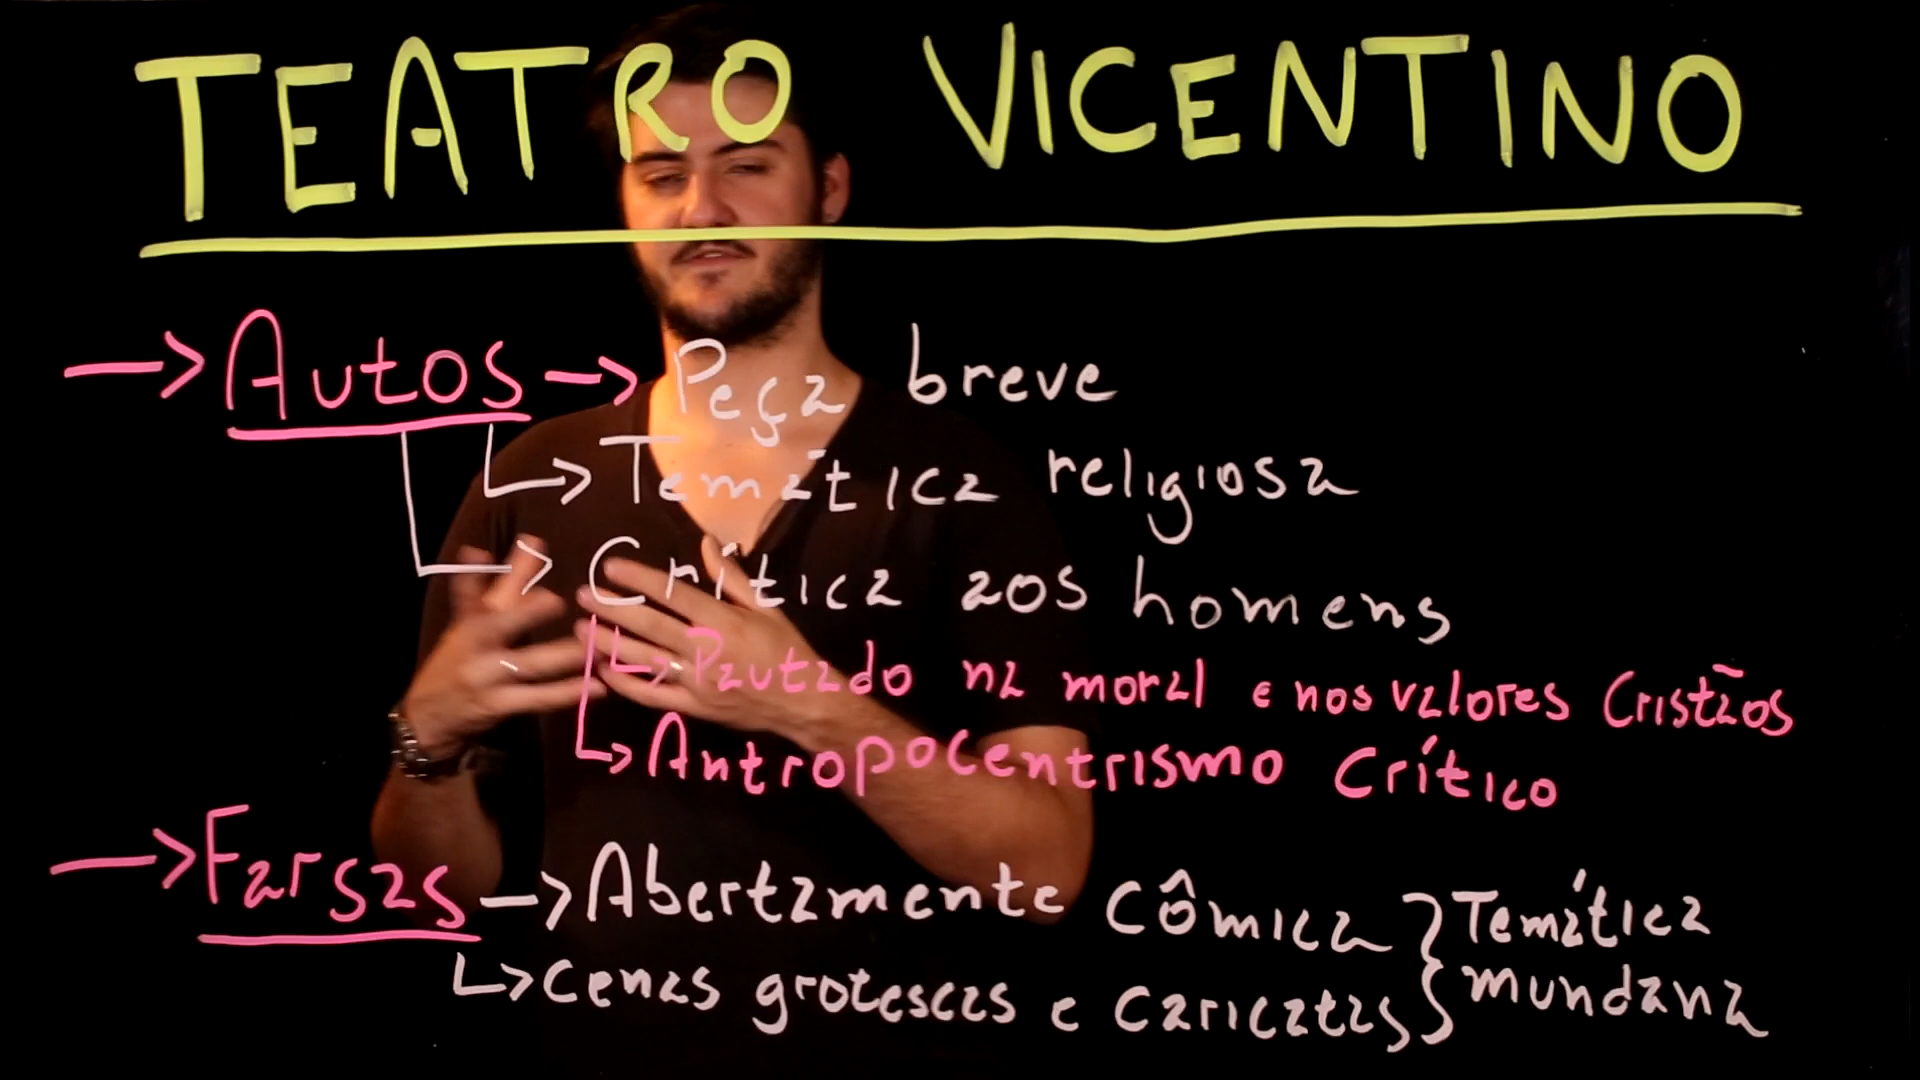 TEATRO VICENTINO
→ Autos → Peça breve
↳ Temática religiosa
↳ Crítica aos homens
↳ Pautado na moral e nos valores Cristãos
↳ Antropocentrismo Crítico
→ Farsas → Abertamente Cômica } Temática
↳ Cenas grotescas e Caricatas } mundana